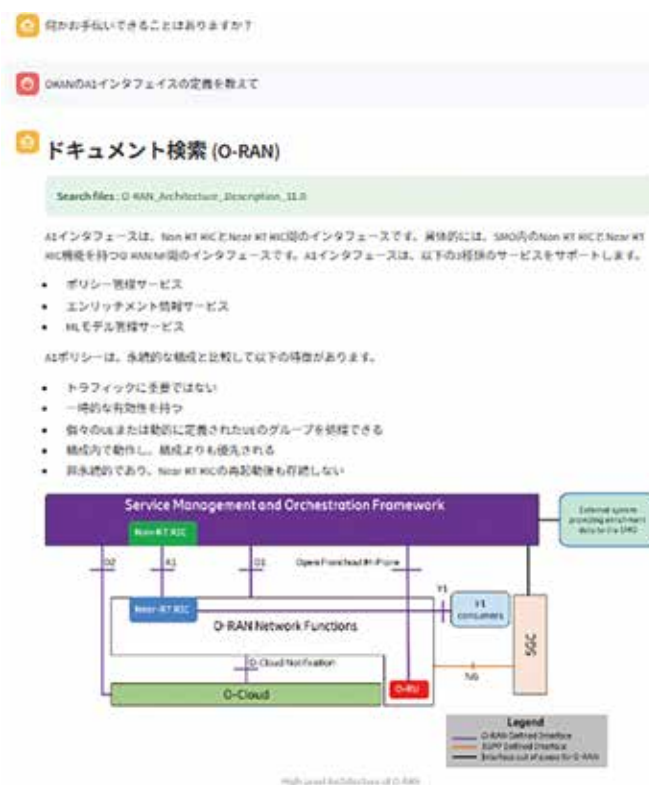 何かお手伝いできることはありますか？
ORANのA1インタフェイスの定義を教えて
ドキュメント検索 (O-RAN)
Search files : O-RAN_Architecture_Description_11.0
A1インタフェースは、Non RT RICとNear RT RIC間のインタフェースです。具体的には、SMO内のNon RT RICとNear RT
RIC機能を持つO RAN NF間のインタフェースです。A1インタフェースは、以下の3種類のサービスをサポートします。
• ポリシー管理サービス
• エンリッチメント情報サービス
• MLモデル管理サービス
A1ポリシーは、永続的な構成と比較して以下の特徴があります。
• トラフィックに重要ではない
• 一時的な有効性を持つ
• 個々のUEまたは動的に定義されたUEのグループを処理できる
• 構成内で動作し、構成よりも優先される
• 非永続的であり、Near RT RICの再起動後も存続しない
Service Management and Orchestration Framework
External system
providing enrichment
data to the SMO
Non-RT RIC
O2
A1
O1
Open Fronthaul M-Plane
Near-RT RIC
Y1
Y1
consumers
O-RAN Network Functions
5GC
O-Cloud Notification
NG
O-Cloud
O-RU
Legend
O-RAN Defined Interface
3GPP Defined Interface
Interface out of scope for O-RAN
High Level Architecture of O-RAN